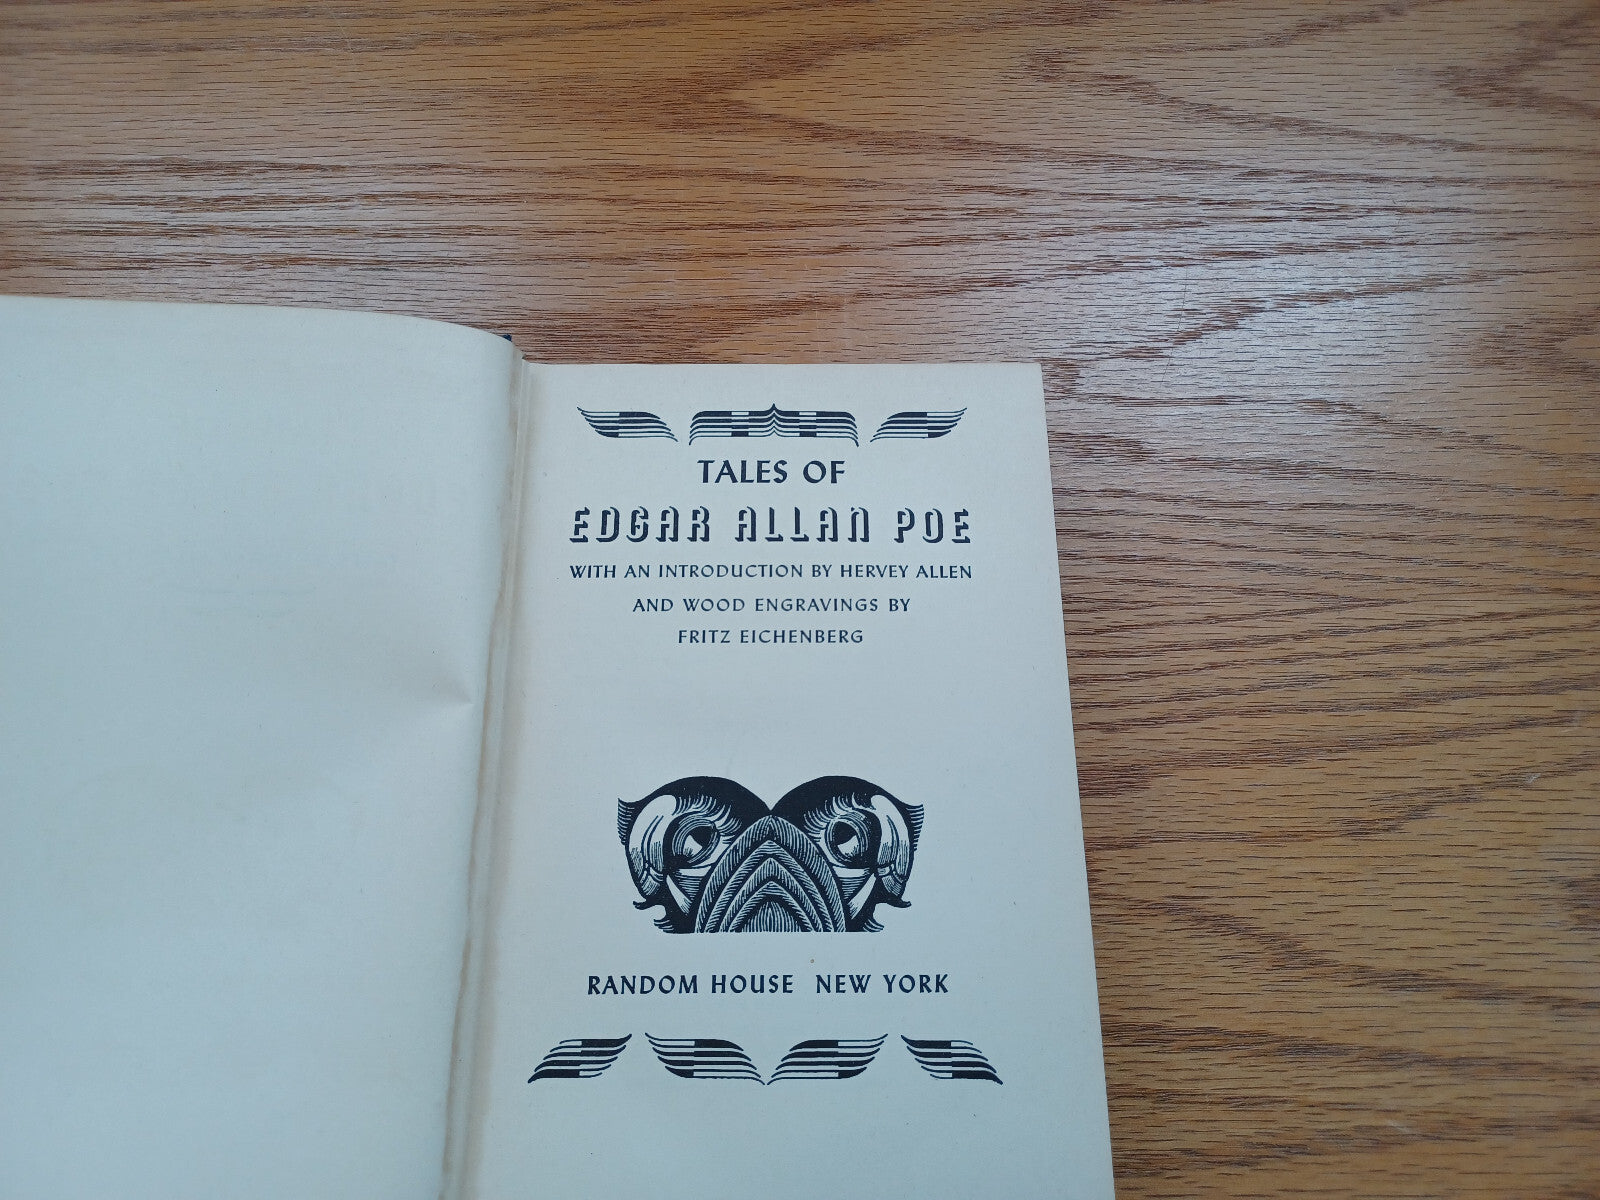 TALES OF
EDGAR ALLAN POE
WITH AN INTRODUCTION BY HERVEY ALLEN
AND WOOD ENGRAVINGS BY
FRITZ EICHENBERG
RANDOM HOUSE NEW YORK